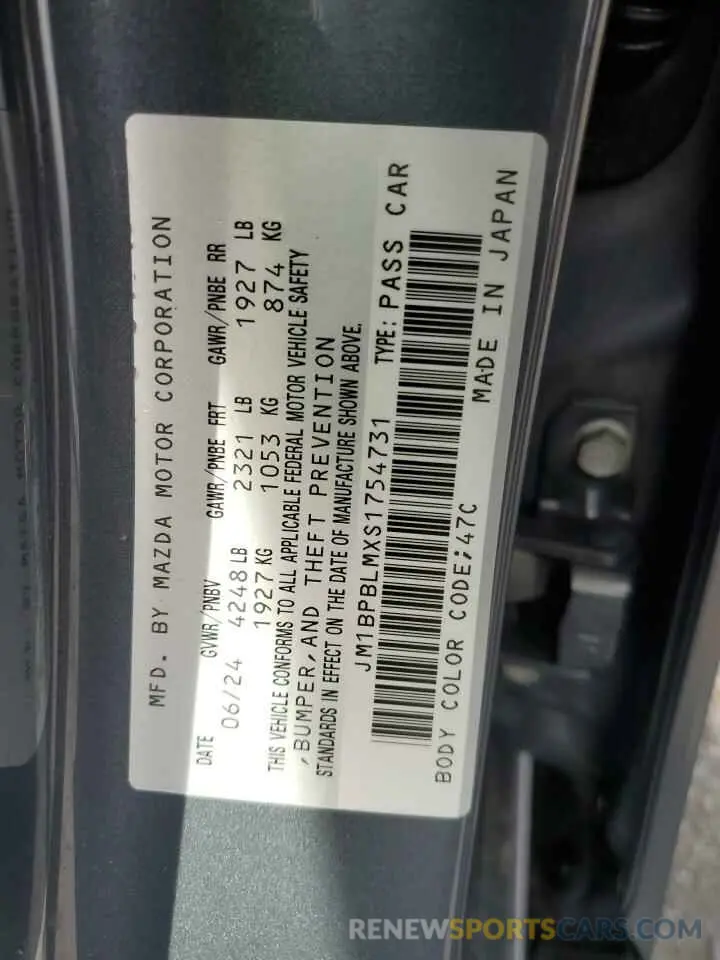 MFD. BY MAZDA MOTOR CORPORATION
DATE GVWR/PNBV GAWR/PNBE FRT GAWR/PNBE RR
06/24 4248 LB 2321 LB 1927 LB
1927 KG 1053 KG 874 KG
THIS VEHICLE CONFORMS TO ALL APPLICABLE FEDERAL MOTOR VEHICLE SAFETY
,BUMPER,AND THEFT PREVENTION
STANDARDS IN EFFECT ON THE DATE OF MANUFACTURE SHOWN ABOVE.
JM1BPBLMXS1754731 TYPE: PASS CAR
BODY COLOR CODE;47C MADE IN JAPAN
RENEWSPORTSCARS.COM